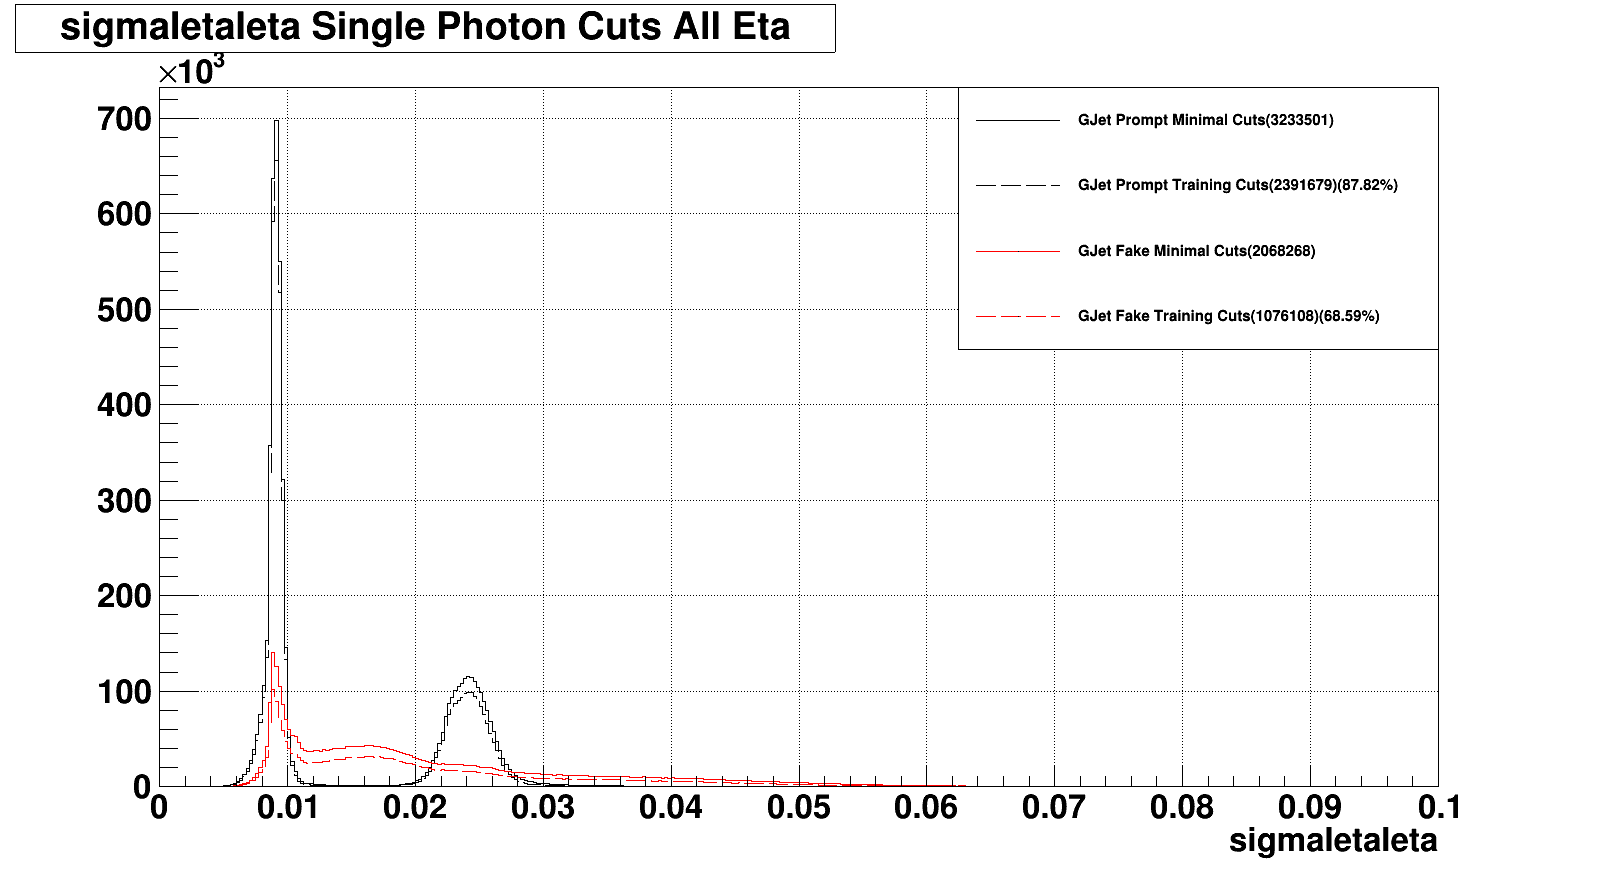 sigmaIetaIeta Single Photon Cuts All Eta
×10³
700
600
500
400
300
200
100
0
0 0.01 0.02 0.03 0.04 0.05 0.06 0.07 0.08 0.09 0.1
sigmaIetaIeta
GJet Prompt Minimal Cuts(3233501)
GJet Prompt Training Cuts(2391679)(87.82%)
GJet Fake Minimal Cuts(2068268)
GJet Fake Training Cuts(1076108)(68.59%)